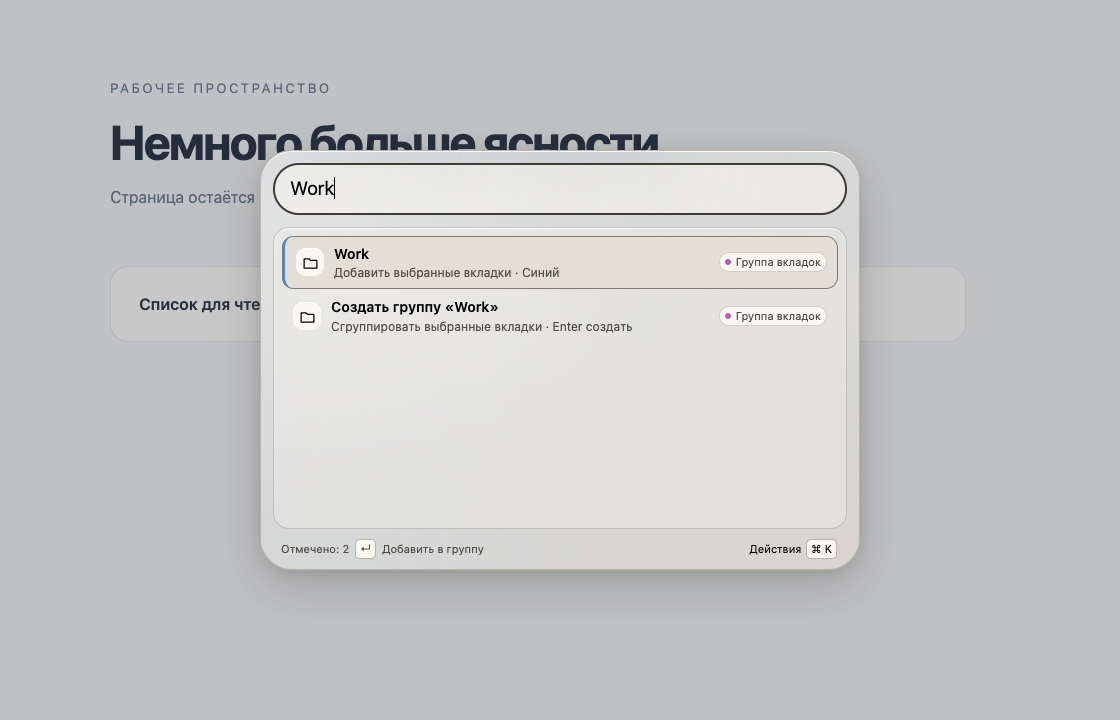 РАБОЧЕЕ ПРОСТРАНСТВО
Немного больше ясности
Страница остаётся
Work
Список для чте
Work
Добавить выбранные вкладки · Синий
Группа вкладок
Создать группу «Work»
Сгруппировать выбранные вкладки · Enter создать
Группа вкладок
Отмечено: 2 ↵ Добавить в группу
Действия ⌘ K